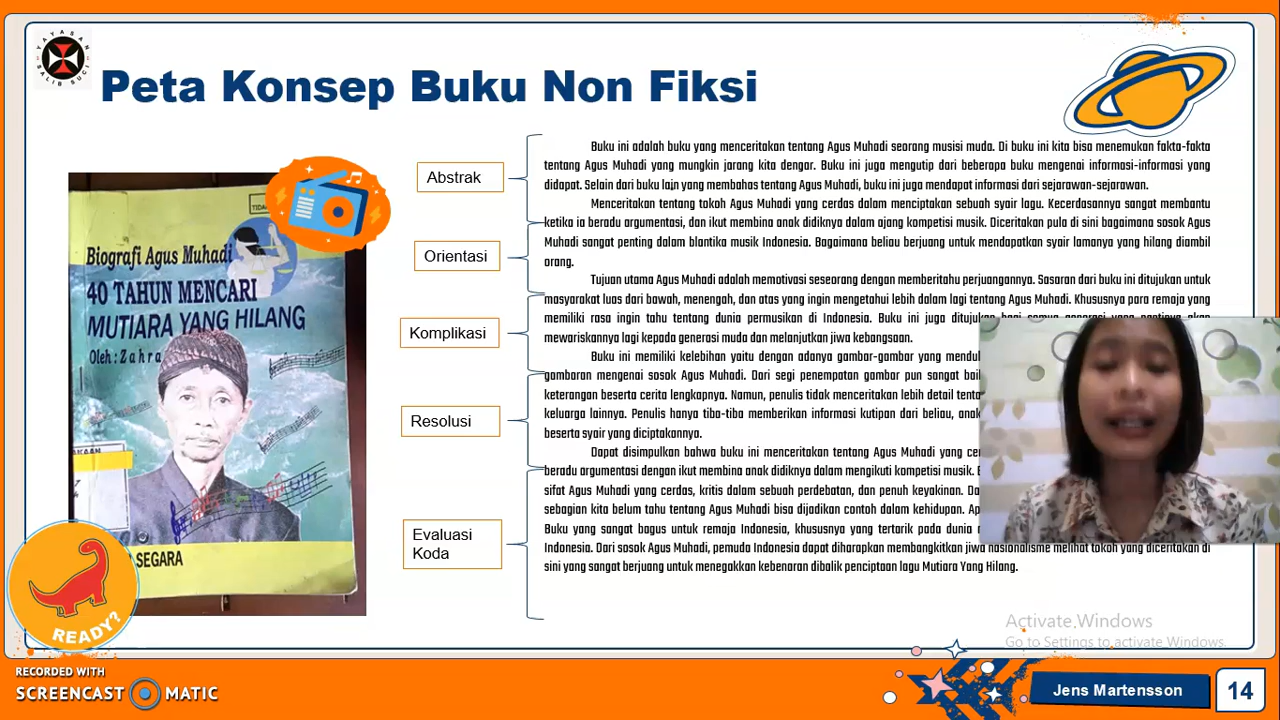 YAYASAN
SALIB SUCI
Peta Konsep Buku Non Fiksi
TIDAK
Biografi Agus Muhadi
40 TAHUN MENCARI
MUTIARA YANG HILANG
Oleh: Zahra
SEGARA
READY?
Abstrak
Orientasi
Komplikasi
Resolusi
Evaluasi
Koda
Buku ini adalah buku yang menceritakan tentang Agus Muhadi seorang musisi muda. Di buku ini kita bisa menemukan fakta-fakta
tentang Agus Muhadi yang mungkin jarang kita dengar. Buku ini juga mengutip dari beberapa buku mengenai informasi-informasi yang
didapat. Selain dari buku lain yang membahas tentang Agus Muhadi, buku ini juga mendapat informasi dari sejarawan-sejarawan.
Menceritakan tentang tokoh Agus Muhadi yang cerdas dalam menciptakan sebuah syair lagu. Kecerdasannya sangat membantu
ketika ia beradu argumentasi, dan ikut membina anak didiknya dalam ajang kompetisi musik. Diceritakan pula di sini bagaimana sosok Agus
Muhadi sangat penting dalam blantika musik Indonesia. Bagaimana beliau berjuang untuk mendapatkan syair lamanya yang hilang diambil
orang.
Tujuan utama Agus Muhadi adalah memotivasi seseorang dengan memberitahu perjuangannya. Sasaran dari buku ini ditujukan untuk
masyarakat luas dari bawah, menengah, dan atas yang ingin mengetahui lebih dalam lagi tentang Agus Muhadi. Khususnya para remaja yang
memiliki rasa ingin tahu tentang dunia permusikan di Indonesia. Buku ini juga ditujukan bagi semua generasi yang nantinya akan
mewariskannya lagi kepada generasi muda dan melanjutkan jiwa kebangsaan.
Buku ini memiliki kelebihan yaitu dengan adanya gambar-gambar yang
gambaran mengenai sosok Agus Muhadi. Dari segi penempatan gambar pun sangat
keterangan beserta cerita lengkapnya. Namun, penulis tidak menceritakan lebih detail
keluarga lainnya. Penulis hanya tiba-tiba memberikan informasi kutipan dari beliau,
beserta syair yang diciptakannya.
Dapat disimpulkan bahwa buku ini menceritakan tentang Agus Muhadi yang
beradu argumentasi dengan ikut membina anak didiknya dalam mengikuti kompetisi musik.
sifat Agus Muhadi yang cerdas, kritis dalam sebuah perdebatan, dan penuh keyakinan.
sebagian kita belum tahu tentang Agus Muhadi bisa dijadikan contoh dalam kehidupan.
Buku yang sangat bagus untuk remaja Indonesia, khususnya yang tertarik pada dunia
Indonesia. Dari sosok Agus Muhadi, pemuda Indonesia dapat diharapkan membangkitkan jiwa nasionalisme melihat tokoh yang diceritakan di
sini yang sangat berjuang untuk menegakkan kebenaran dibalik penciptaan lagu Mutiara Yang Hilang.
Activate Windows
Go to Settings to activate Windows.
RECORDED WITH
SCREENCAST MATIC
Jens Martensson
14